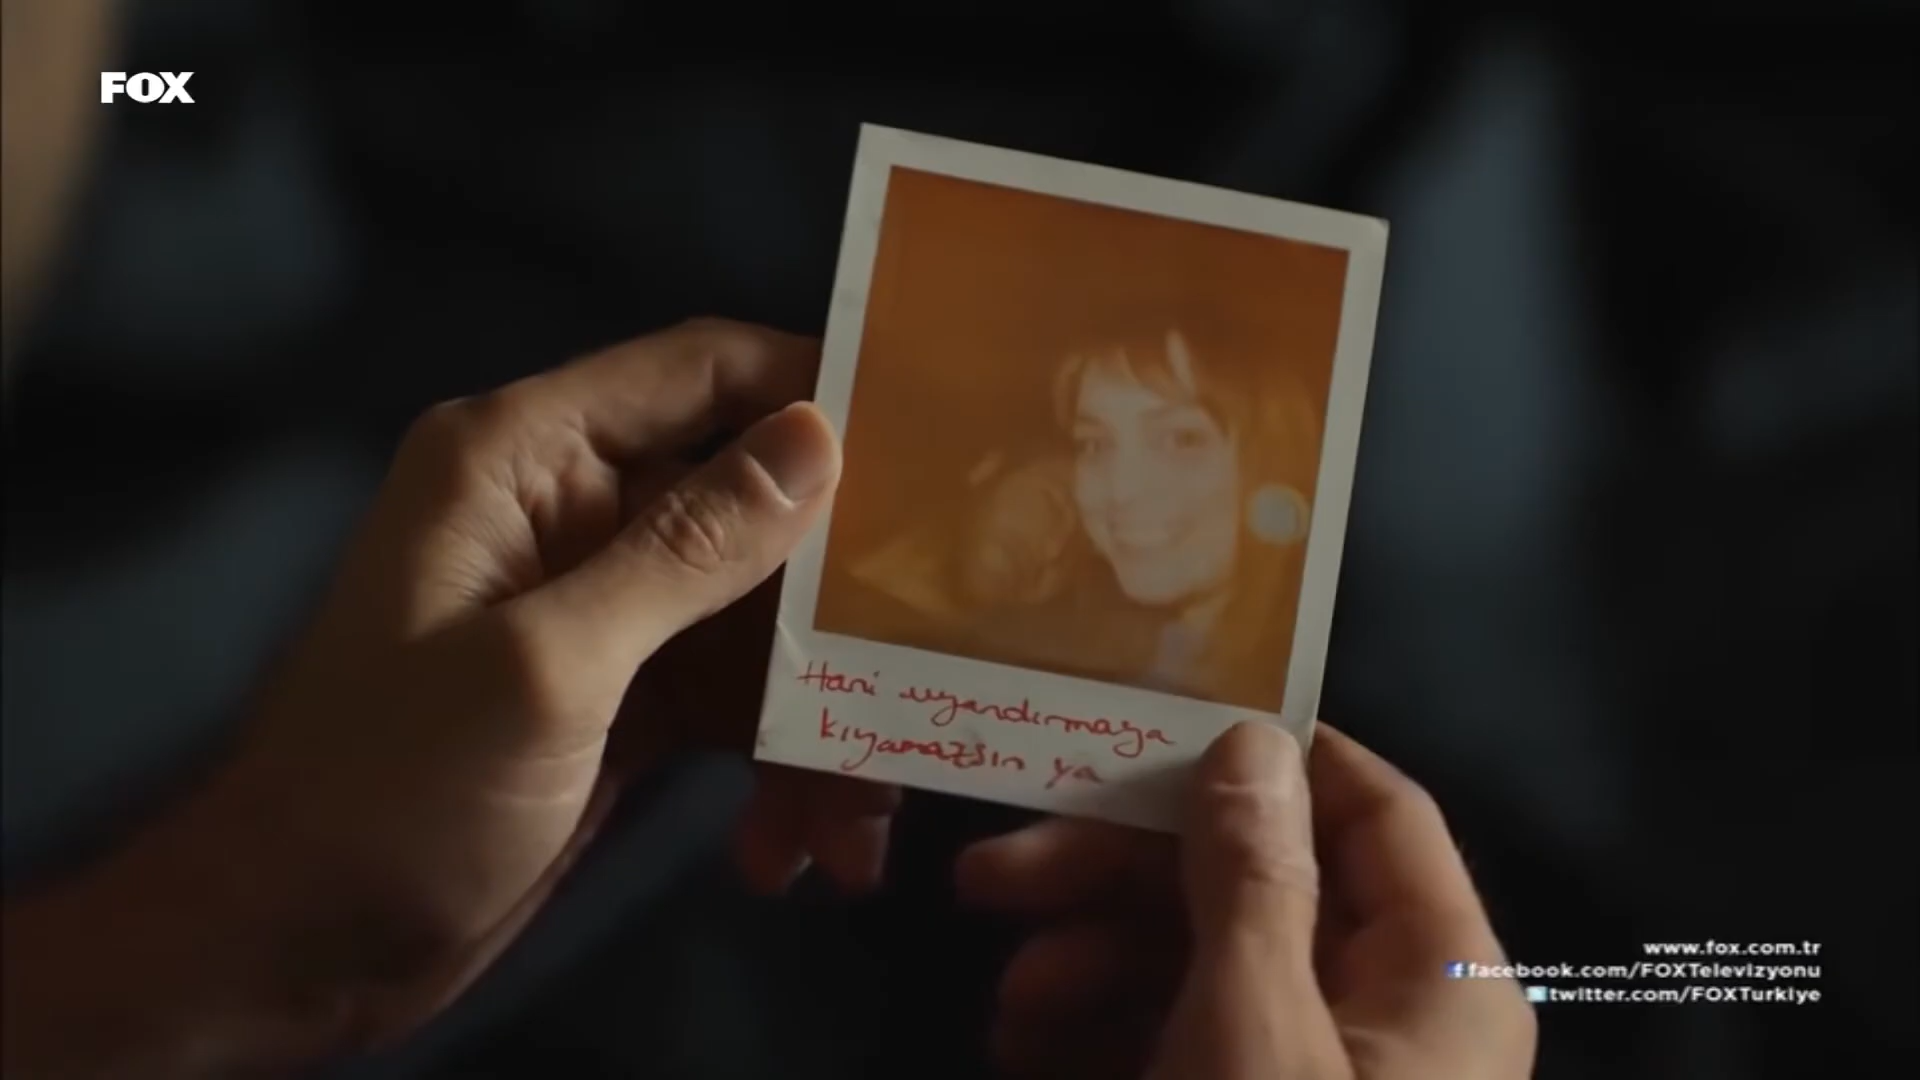 FOX
Hani uyandırmaya
kıyamazsın ya
www.fox.com.tr
facebook.com/FOXTelevizyonu
twitter.com/FOXTurkiye